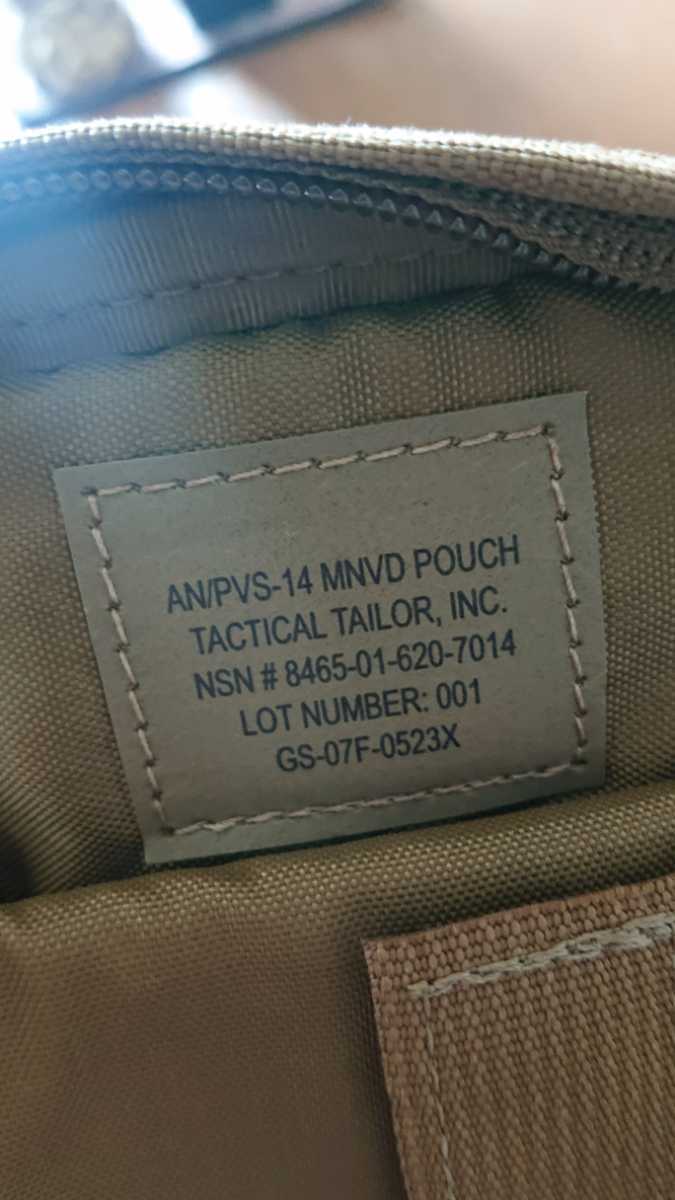 AN/PVS-14 MNVD POUCH
TACTICAL TAILOR, INC.
NSN # 8465-01-620-7014
LOT NUMBER: 001
GS-07F-0523X